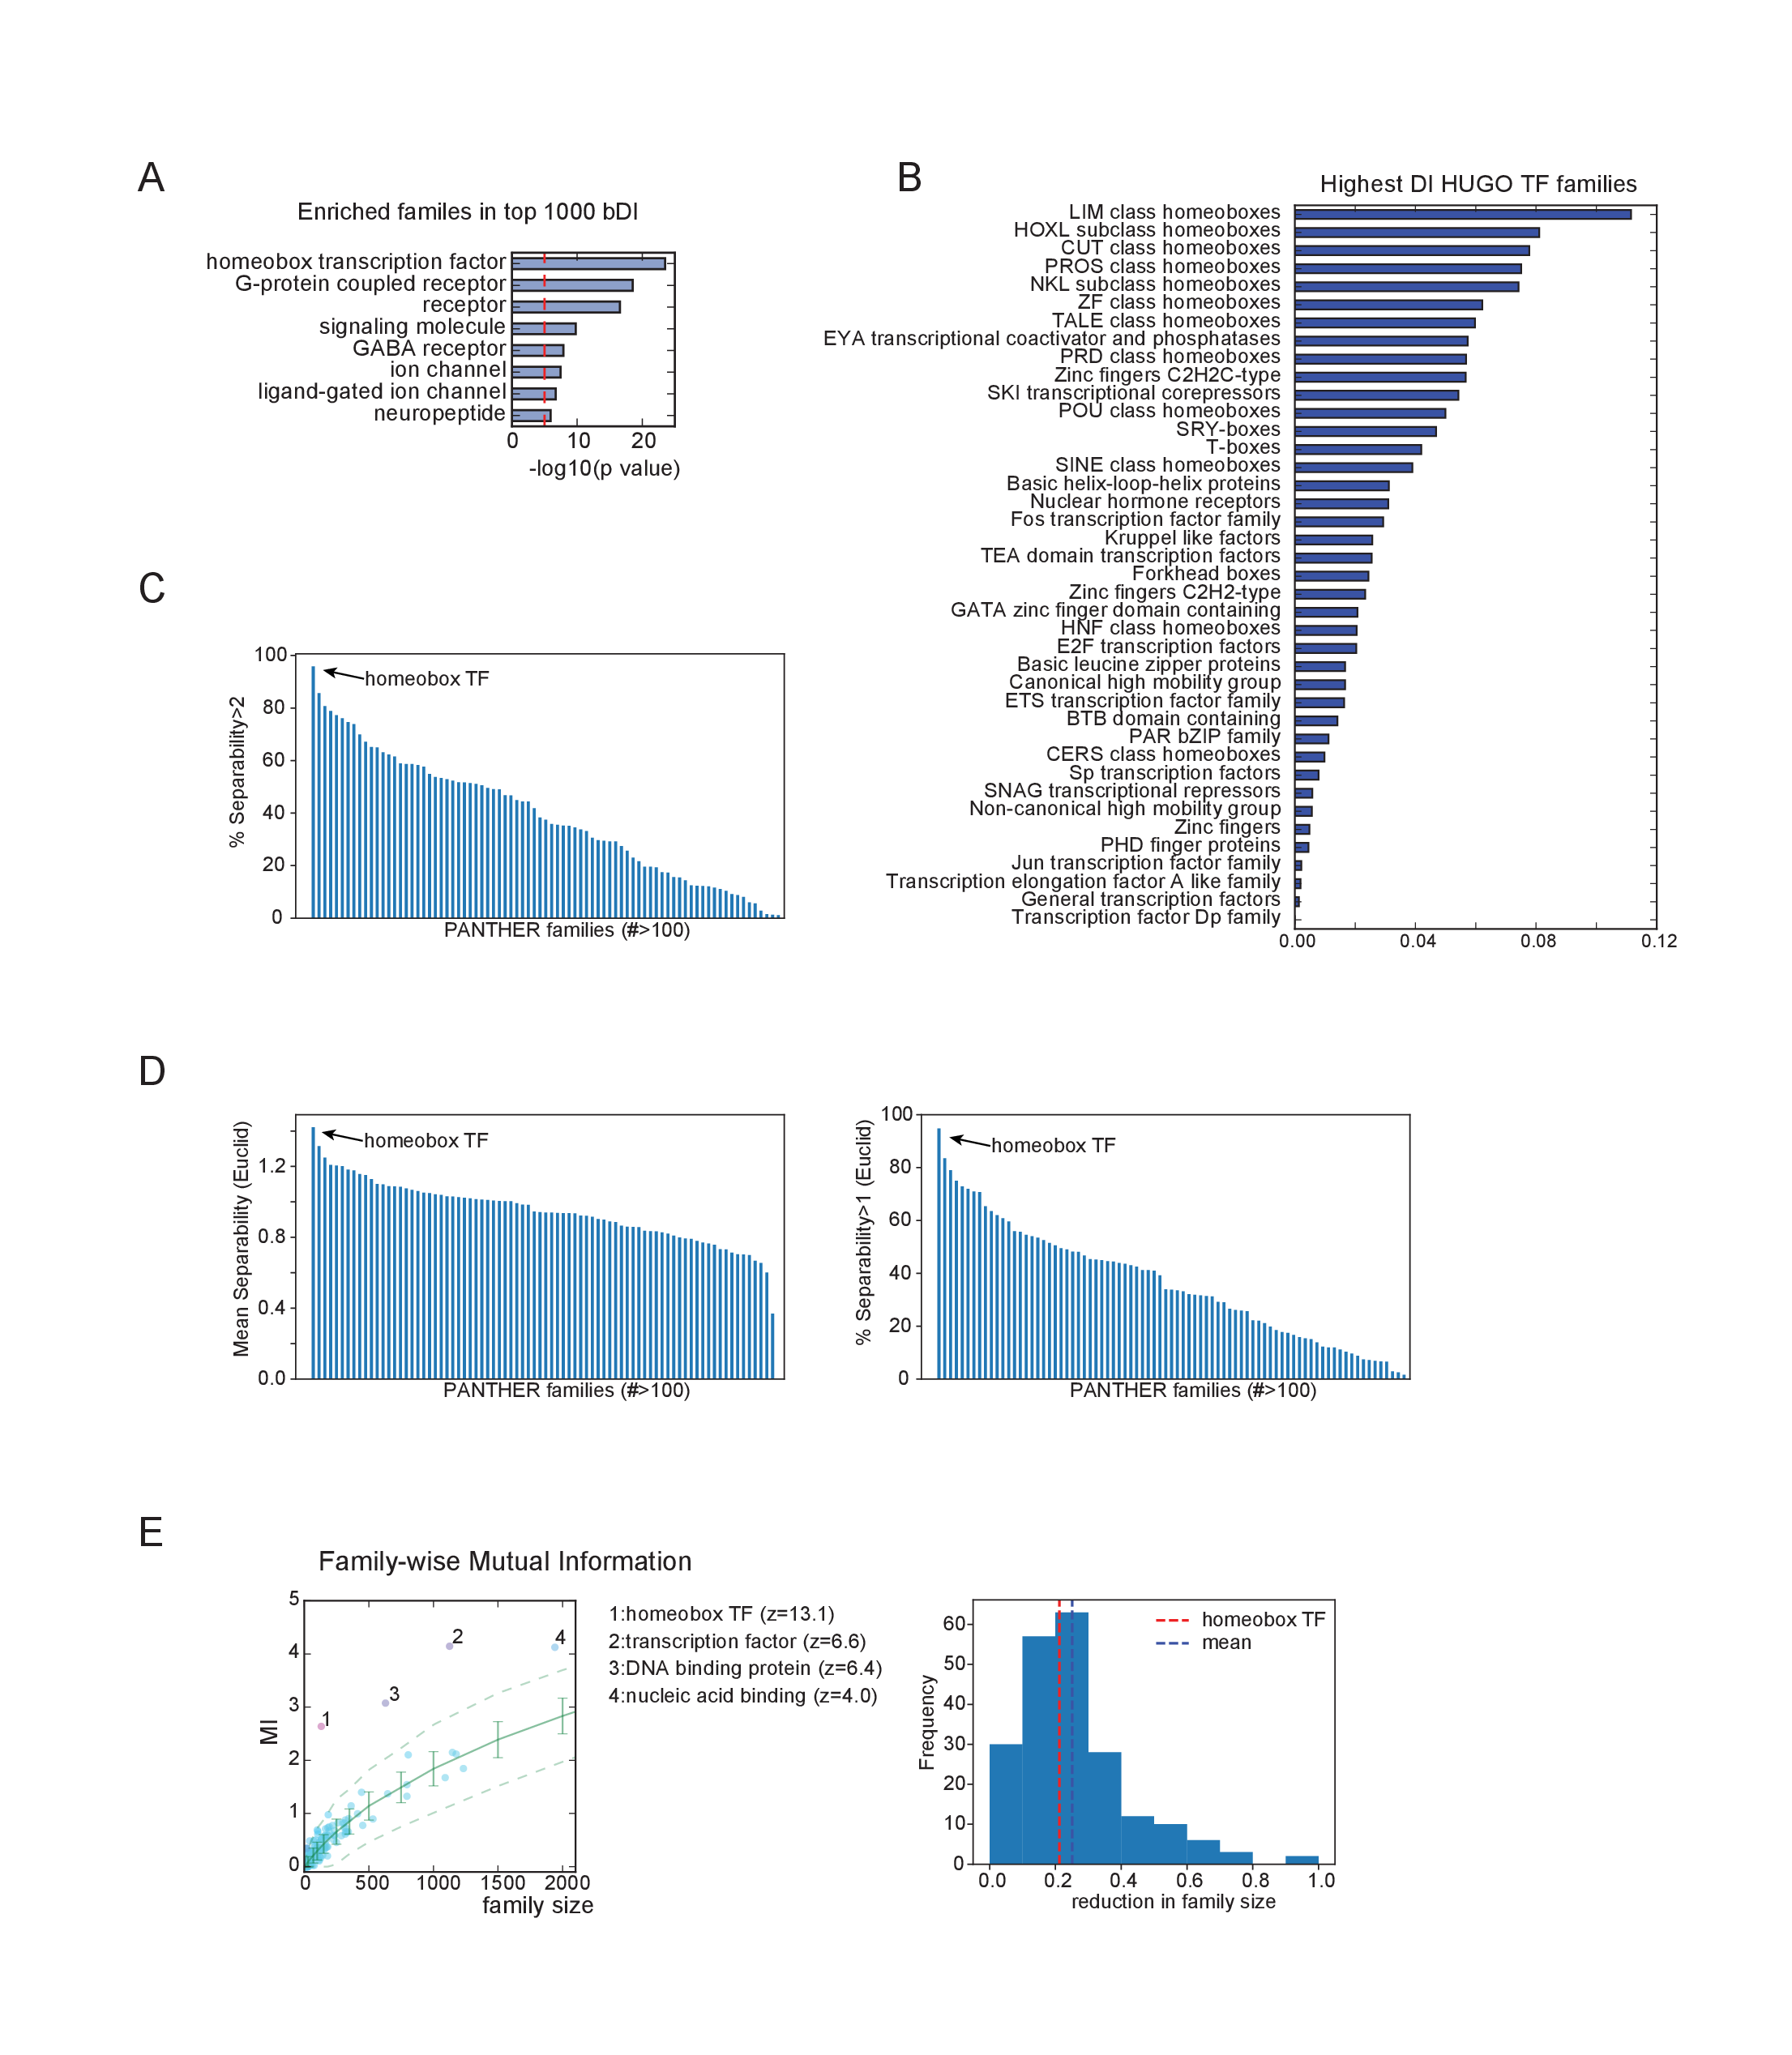 A
Enriched familes in top 1000 bDI
homeobox transcription factor
G-protein coupled receptor
receptor
signaling molecule
GABA receptor
ion channel
ligand-gated ion channel
neuropeptide
0 10 20
-log10(p value)
B
Highest DI HUGO TF families
LIM class homeoboxes
HOXL subclass homeoboxes
CUT class homeoboxes
PROS class homeoboxes
NKL subclass homeoboxes
ZF class homeoboxes
TALE class homeoboxes
EYA transcriptional coactivator and phosphatases
PRD class homeoboxes
Zinc fingers C2H2C-type
SKI transcriptional corepressors
POU class homeoboxes
SRY-boxes
T-boxes
SINE class homeoboxes
Basic helix-loop-helix proteins
Nuclear hormone receptors
Fos transcription factor family
Kruppel like factors
TEA domain transcription factors
Forkhead boxes
Zinc fingers C2H2-type
GATA zinc finger domain containing
HNF class homeoboxes
E2F transcription factors
Basic leucine zipper proteins
Canonical high mobility group
ETS transcription factor family
BTB domain containing
PAR bZIP family
CERS class homeoboxes
Sp transcription factors
SNAG transcriptional repressors
Non-canonical high mobility group
Zinc fingers
PHD finger proteins
Jun transcription factor family
Transcription elongation factor A like family
General transcription factors
Transcription factor Dp family
0.00 0.04 0.08 0.12
C
% Separability>2
100
80
60
40
20
0
homeobox TF
PANTHER families (#>100)
D
Mean Separability (Euclid)
1.2
0.8
0.4
0.0
homeobox TF
PANTHER families (#>100)
% Separability>1 (Euclid)
100
80
60
40
20
0
homeobox TF
PANTHER families (#>100)
E
Family-wise Mutual Information
MI
5
4
3
2
1
0
1
2
3
4
0 500 1000 1500 2000
family size
1:homeobox TF (z=13.1)
2:transcription factor (z=6.6)
3:DNA binding protein (z=6.4)
4:nucleic acid binding (z=4.0)
Frequency
60
50
40
30
20
10
0
homeobox TF
mean
0.0 0.2 0.4 0.6 0.8 1.0
reduction in family size